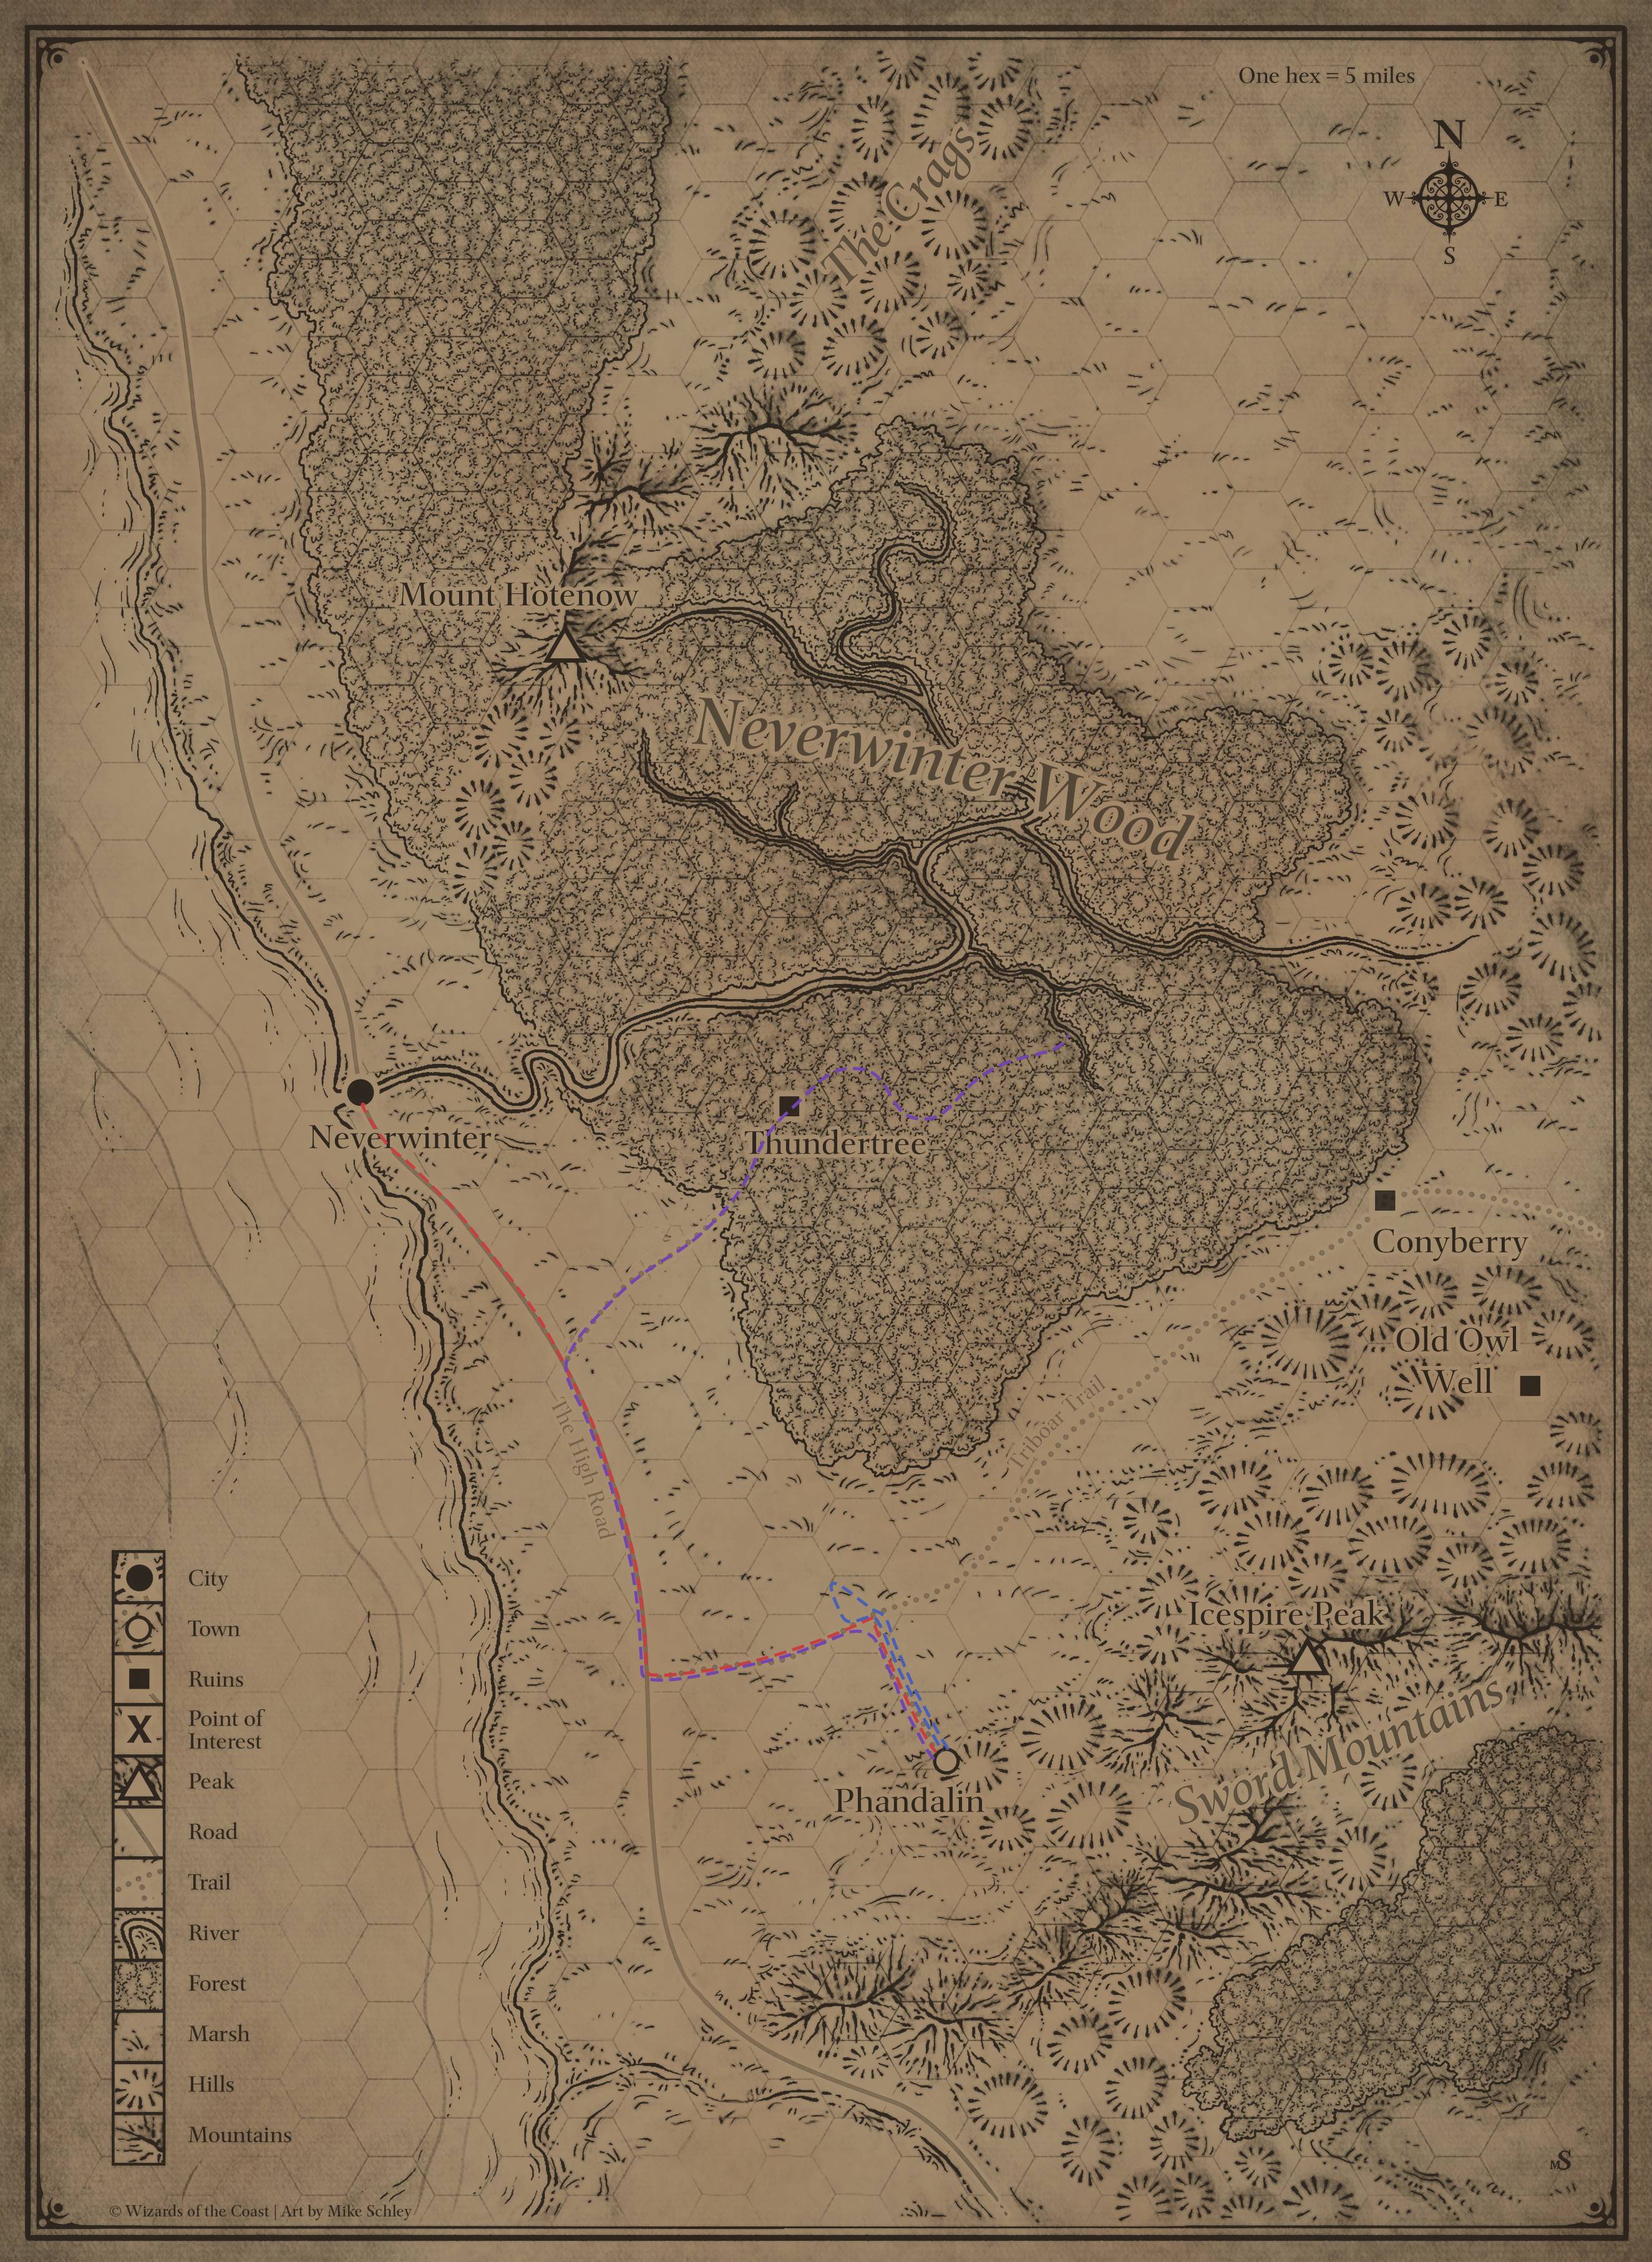 One hex = 5 miles
N
W
E
S
The Crags
Mount Hotenow
Neverwinter Wood
Neverwinter
Thundertree
Conyberry
Old Owl
Well
The High Road
Triboar Trail
Icespire Peak
Sword Mountains
Phandalin
City
Town
Ruins
X
Point of
Interest
Peak
Road
Trail
River
Forest
Marsh
Hills
Mountains
MS
© Wizards of the Coast | Art by Mike Schley